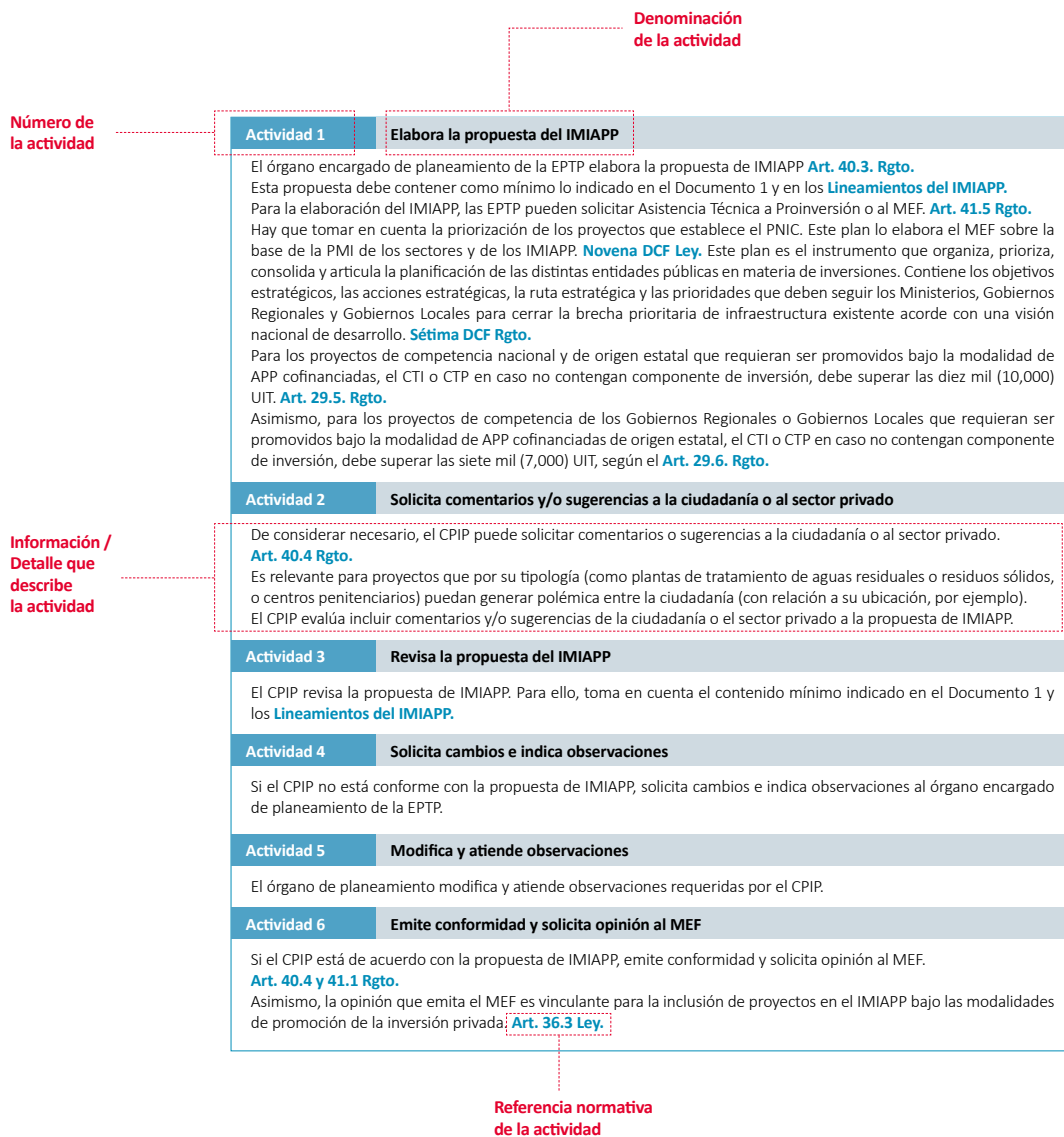 Denominación
de la actividad
Número de
la actividad
Actividad 1 Elabora la propuesta del IMIAPP
El órgano encargado de planeamiento de la EPTP elabora la propuesta de IMIAPP Art. 40.3. Rgto.
Esta propuesta debe contener como mínimo lo indicado en el Documento 1 y en los Lineamientos del IMIAPP.
Para la elaboración del IMIAPP, las EPTP pueden solicitar Asistencia Técnica a Proinversión o al MEF. Art. 41.5 Rgto.
Hay que tomar en cuenta la priorización de los proyectos que establece el PNIC. Este plan lo elabora el MEF sobre la
base de la PMI de los sectores y de los IMIAPP. Novena DCF Ley. Este plan es el instrumento que organiza, prioriza,
consolida y articula la planificación de las distintas entidades públicas en materia de inversiones. Contiene los objetivos
estratégicos, las acciones estratégicas, la ruta estratégica y las prioridades que deben seguir los Ministerios, Gobiernos
Regionales y Gobiernos Locales para cerrar la brecha prioritaria de infraestructura existente acorde con una visión
nacional de desarrollo. Sétima DCF Rgto.
Para los proyectos de competencia nacional y de origen estatal que requieran ser promovidos bajo la modalidad de
APP cofinanciadas, el CTI o CTP en caso no contengan componente de inversión, debe superar las diez mil (10,000)
UIT. Art. 29.5. Rgto.
Asimismo, para los proyectos de competencia de los Gobiernos Regionales o Gobiernos Locales que requieran ser
promovidos bajo la modalidad de APP cofinanciadas de origen estatal, el CTI o CTP en caso no contengan componente
de inversión, debe superar las siete mil (7,000) UIT, según el Art. 29.6. Rgto.
Actividad 2 Solicita comentarios y/o sugerencias a la ciudadanía o al sector privado
Información /
Detalle que
describe
la actividad
De considerar necesario, el CPIP puede solicitar comentarios o sugerencias a la ciudadanía o al sector privado.
Art. 40.4 Rgto.
Es relevante para proyectos que por su tipología (como plantas de tratamiento de aguas residuales o residuos sólidos,
o centros penitenciarios) puedan generar polémica entre la ciudadanía (con relación a su ubicación, por ejemplo).
El CPIP evalúa incluir comentarios y/o sugerencias de la ciudadanía o el sector privado a la propuesta de IMIAPP.
Actividad 3 Revisa la propuesta del IMIAPP
El CPIP revisa la propuesta de IMIAPP. Para ello, toma en cuenta el contenido mínimo indicado en el Documento 1 y
los Lineamientos del IMIAPP.
Actividad 4 Solicita cambios e indica observaciones
Si el CPIP no está conforme con la propuesta de IMIAPP, solicita cambios e indica observaciones al órgano encargado
de planeamiento de la EPTP.
Actividad 5 Modifica y atiende observaciones
El órgano de planeamiento modifica y atiende observaciones requeridas por el CPIP.
Actividad 6 Emite conformidad y solicita opinión al MEF
Si el CPIP está de acuerdo con la propuesta de IMIAPP, emite conformidad y solicita opinión al MEF.
Art. 40.4 y 41.1 Rgto.
Asimismo, la opinión que emita el MEF es vinculante para la inclusión de proyectos en el IMIAPP bajo las modalidades
de promoción de la inversión privada. Art. 36.3 Ley.
Referencia normativa
de la actividad